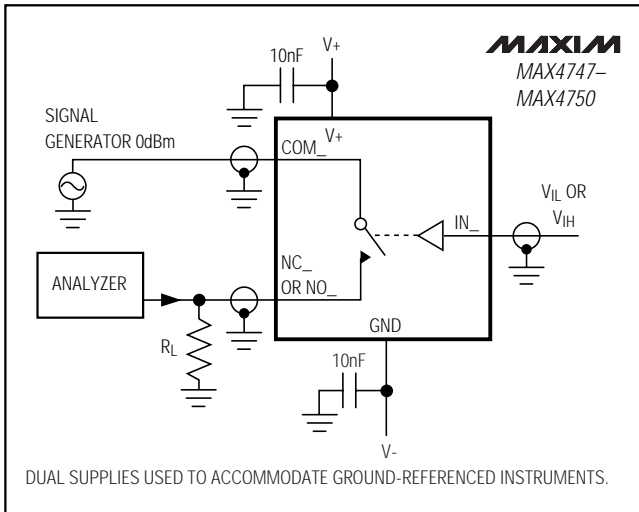 MAXIM
MAX4747–
MAX4750
V+
10nF
SIGNAL
GENERATOR 0dBm
V+
COM_
VIL OR
VIH
IN_
ANALYZER
NC_
OR NO_
GND
RL
10nF
V-
DUAL SUPPLIES USED TO ACCOMMODATE GROUND-REFERENCED INSTRUMENTS.